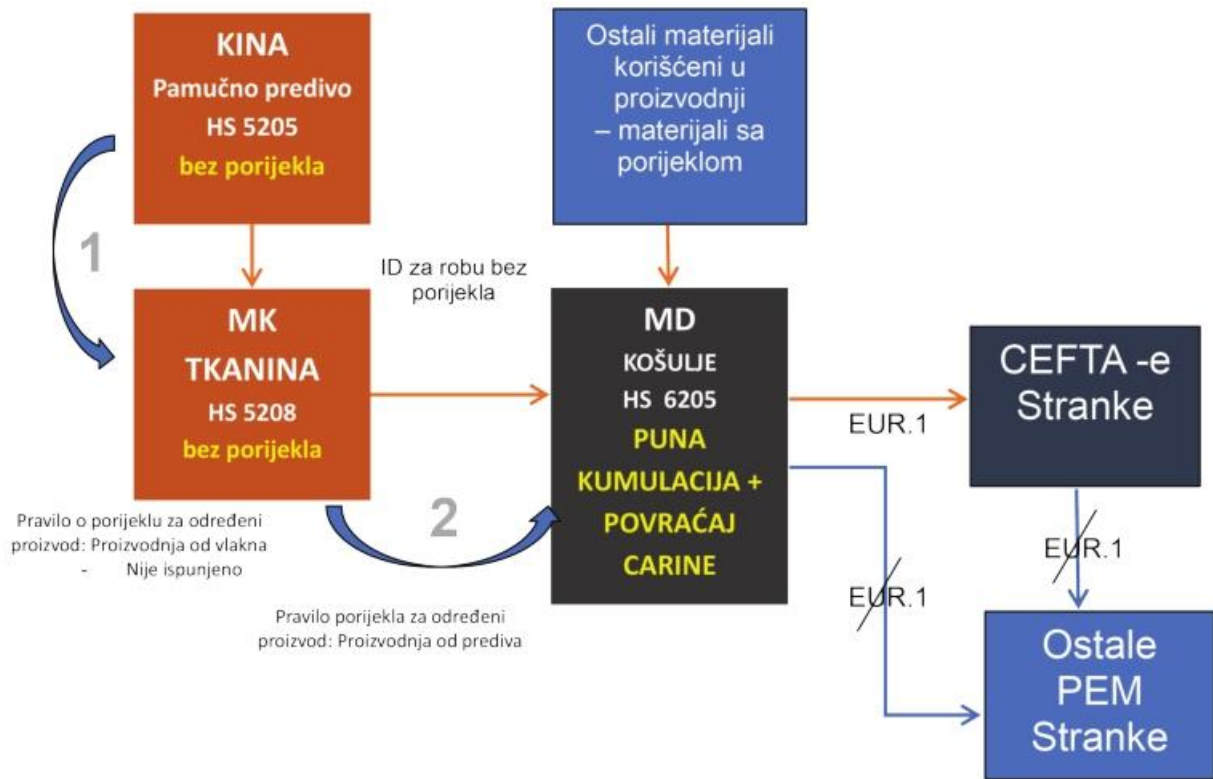 KINA
Pamučno predivo
HS 5205
bez porijekla
Ostali materijali
korišćeni u
proizvodnji
– materijali sa
porijeklom
1
ID za robu bez
porijekla
MK
TKANINA
HS 5208
bez porijekla
MD
KOŠULJE
HS 6205
PUNA
KUMULACIJA +
POVRAĆAJ
CARINE
EUR.1
CEFTA -e
Stranke
Pravilo o porijeklu za određeni
proizvod: Proizvodnja od vlakna
- Nije ispunjeno
2
Pravilo porijekla za određeni
proizvod: Proizvodnja od prediva
EUR.1
EUR.1
Ostale
PEM
Stranke